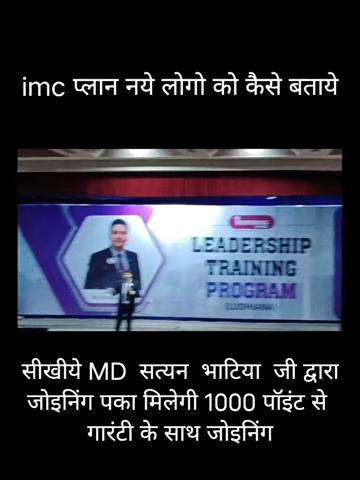 imc प्लान नये लोगो को कैसे बताये
LEADERSHIP
TRAINING
PROGRAM
(LUDHIANA)
सीखीये MD सत्यन भाटिया जी द्वारा
जोइनिंग पका मिलेगी 1000 पॉइंट से
गारंटी के साथ जोइनिंग